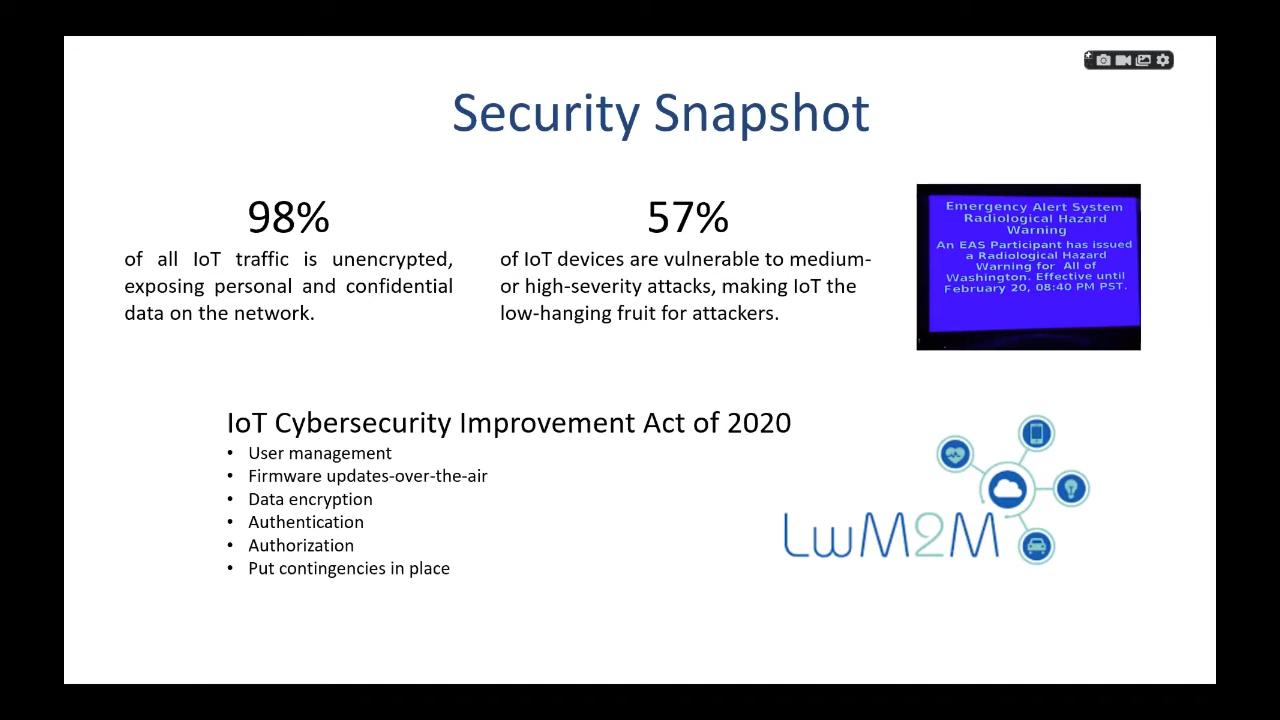 Security Snapshot
98%
of all IoT traffic is unencrypted,
exposing personal and confidential
data on the network.
57%
of IoT devices are vulnerable to medium-
or high-severity attacks, making IoT the
low-hanging fruit for attackers.
Emergency Alert System
Radiological Hazard
Warning
An EAS Participant has issued
a Radiological Hazard
Warning for All of
Washington. Effective until
February 20, 08:40 PM PST.
IoT Cybersecurity Improvement Act of 2020
• User management
• Firmware updates-over-the-air
• Data encryption
• Authentication
• Authorization
• Put contingencies in place
LwM2M